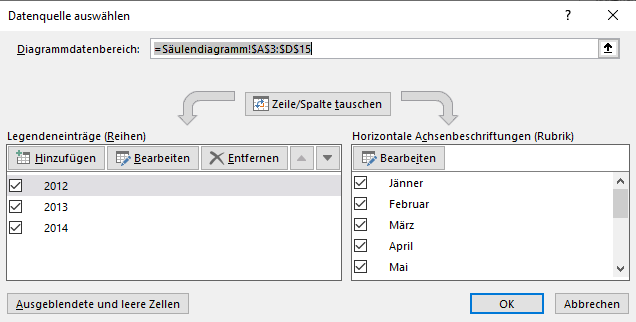 Datenquelle auswählen
Diagrammdatenbereich: =Säulendiagramm!$A$3:$D$15
Zeile/Spalte tauschen
Legendeneinträge (Reihen)
Hinzufügen Bearbeiten Entfernen
2012
2013
2014
Horizontale Achsenbeschriftungen (Rubrik)
Bearbeiten
Jänner
Februar
März
April
Mai
Ausgeblendete und leere Zellen
OK Abbrechen